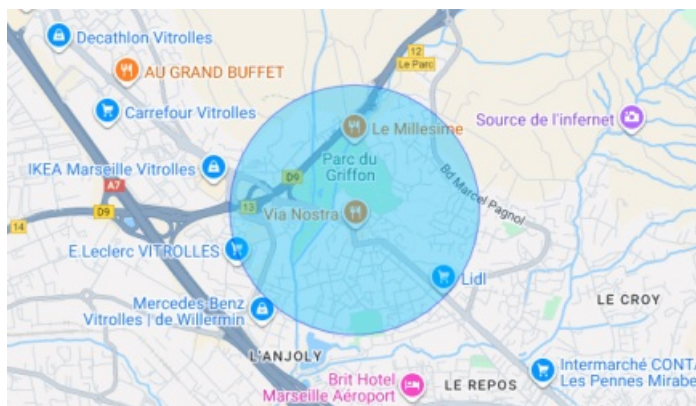 Decathlon Vitrolles
12
Le Parc
AU GRAND BUFFET
Carrefour Vitrolles
Le Millesime
Source de l'infernet
Parc du
Griffon
IKEA Marseille Vitrolles
D9
A7
Bd Marcel Pagnol
D9
13
Via Nostra
14
E.Leclerc VITROLLES
Lidl
Mercedes-Benz
Vitrolles | de Willermin
LE CROY
L'ANJOLY
Intermarché CONTA
Les Pennes Mirabe
Brit Hotel
Marseille Aéroport
LE REPOS